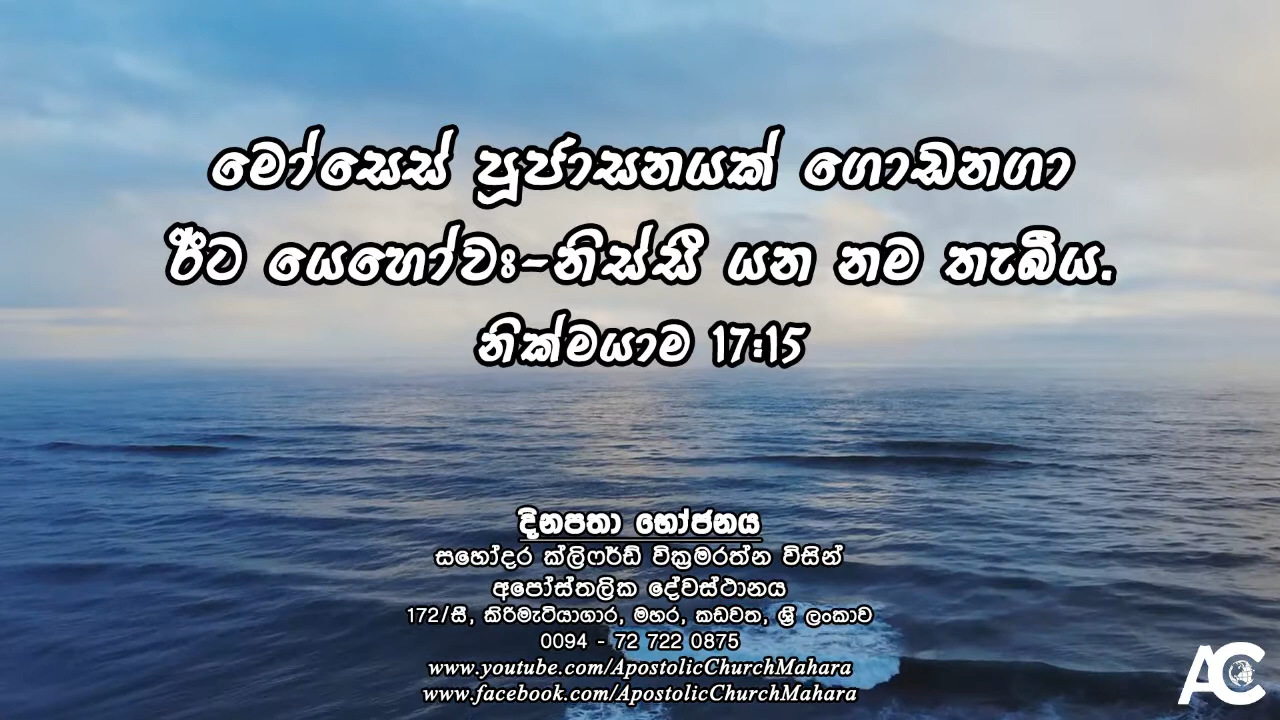 මෝසෙස් පූජාසනයක් ගොඩනගා
ඊට යෙහෝවඃ-නිස්සී යන නම තැබීය.
නික්මයාම 17:15
දිනපතා භෝජනය
සහෝදර ක්ලිෆර්ඩ් වික්‍රමරත්න විසින්
අපෝස්තලික දේවස්ථානය
172/සී, කිරිමැටියාගාර, මහර, කඩවත, ශ්‍රී ලංකාව
0094 - 72 722 0875
www.youtube.com/ApostolicChurchMahara
www.facebook.com/ApostolicChurchMahara
AC